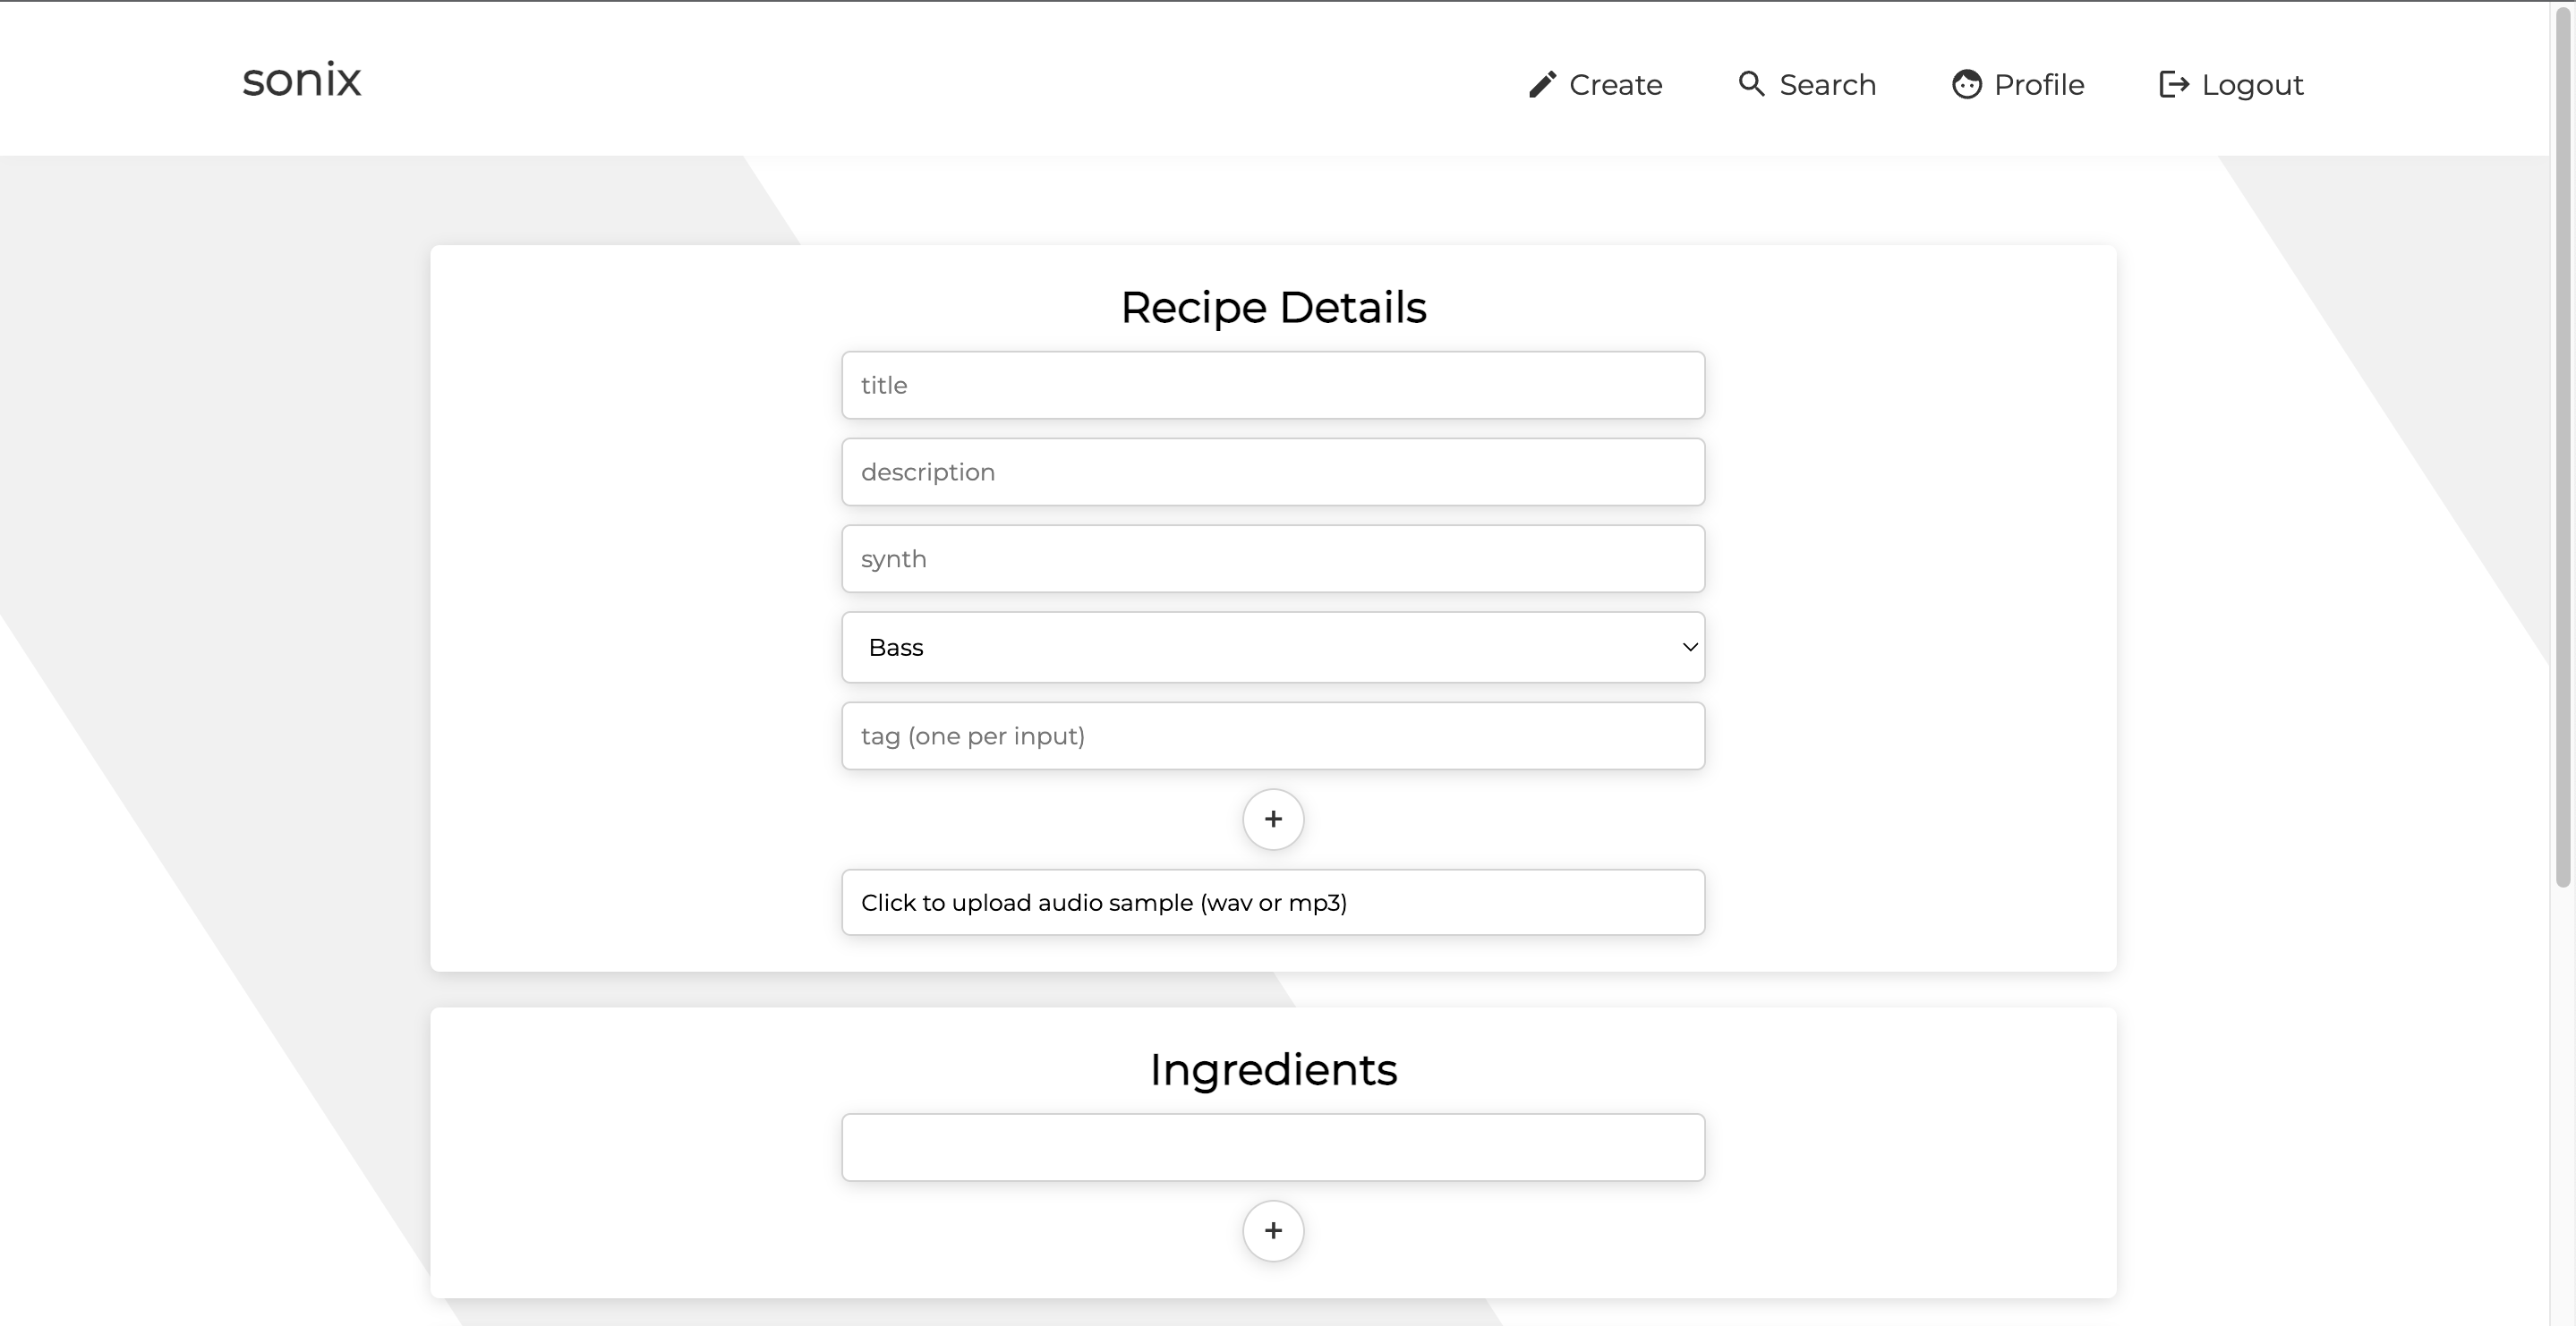 sonix
Create
Search
Profile
Logout
Recipe Details
title
description
synth
Bass
tag (one per input)
+
Click to upload audio sample (wav or mp3)
Ingredients
+